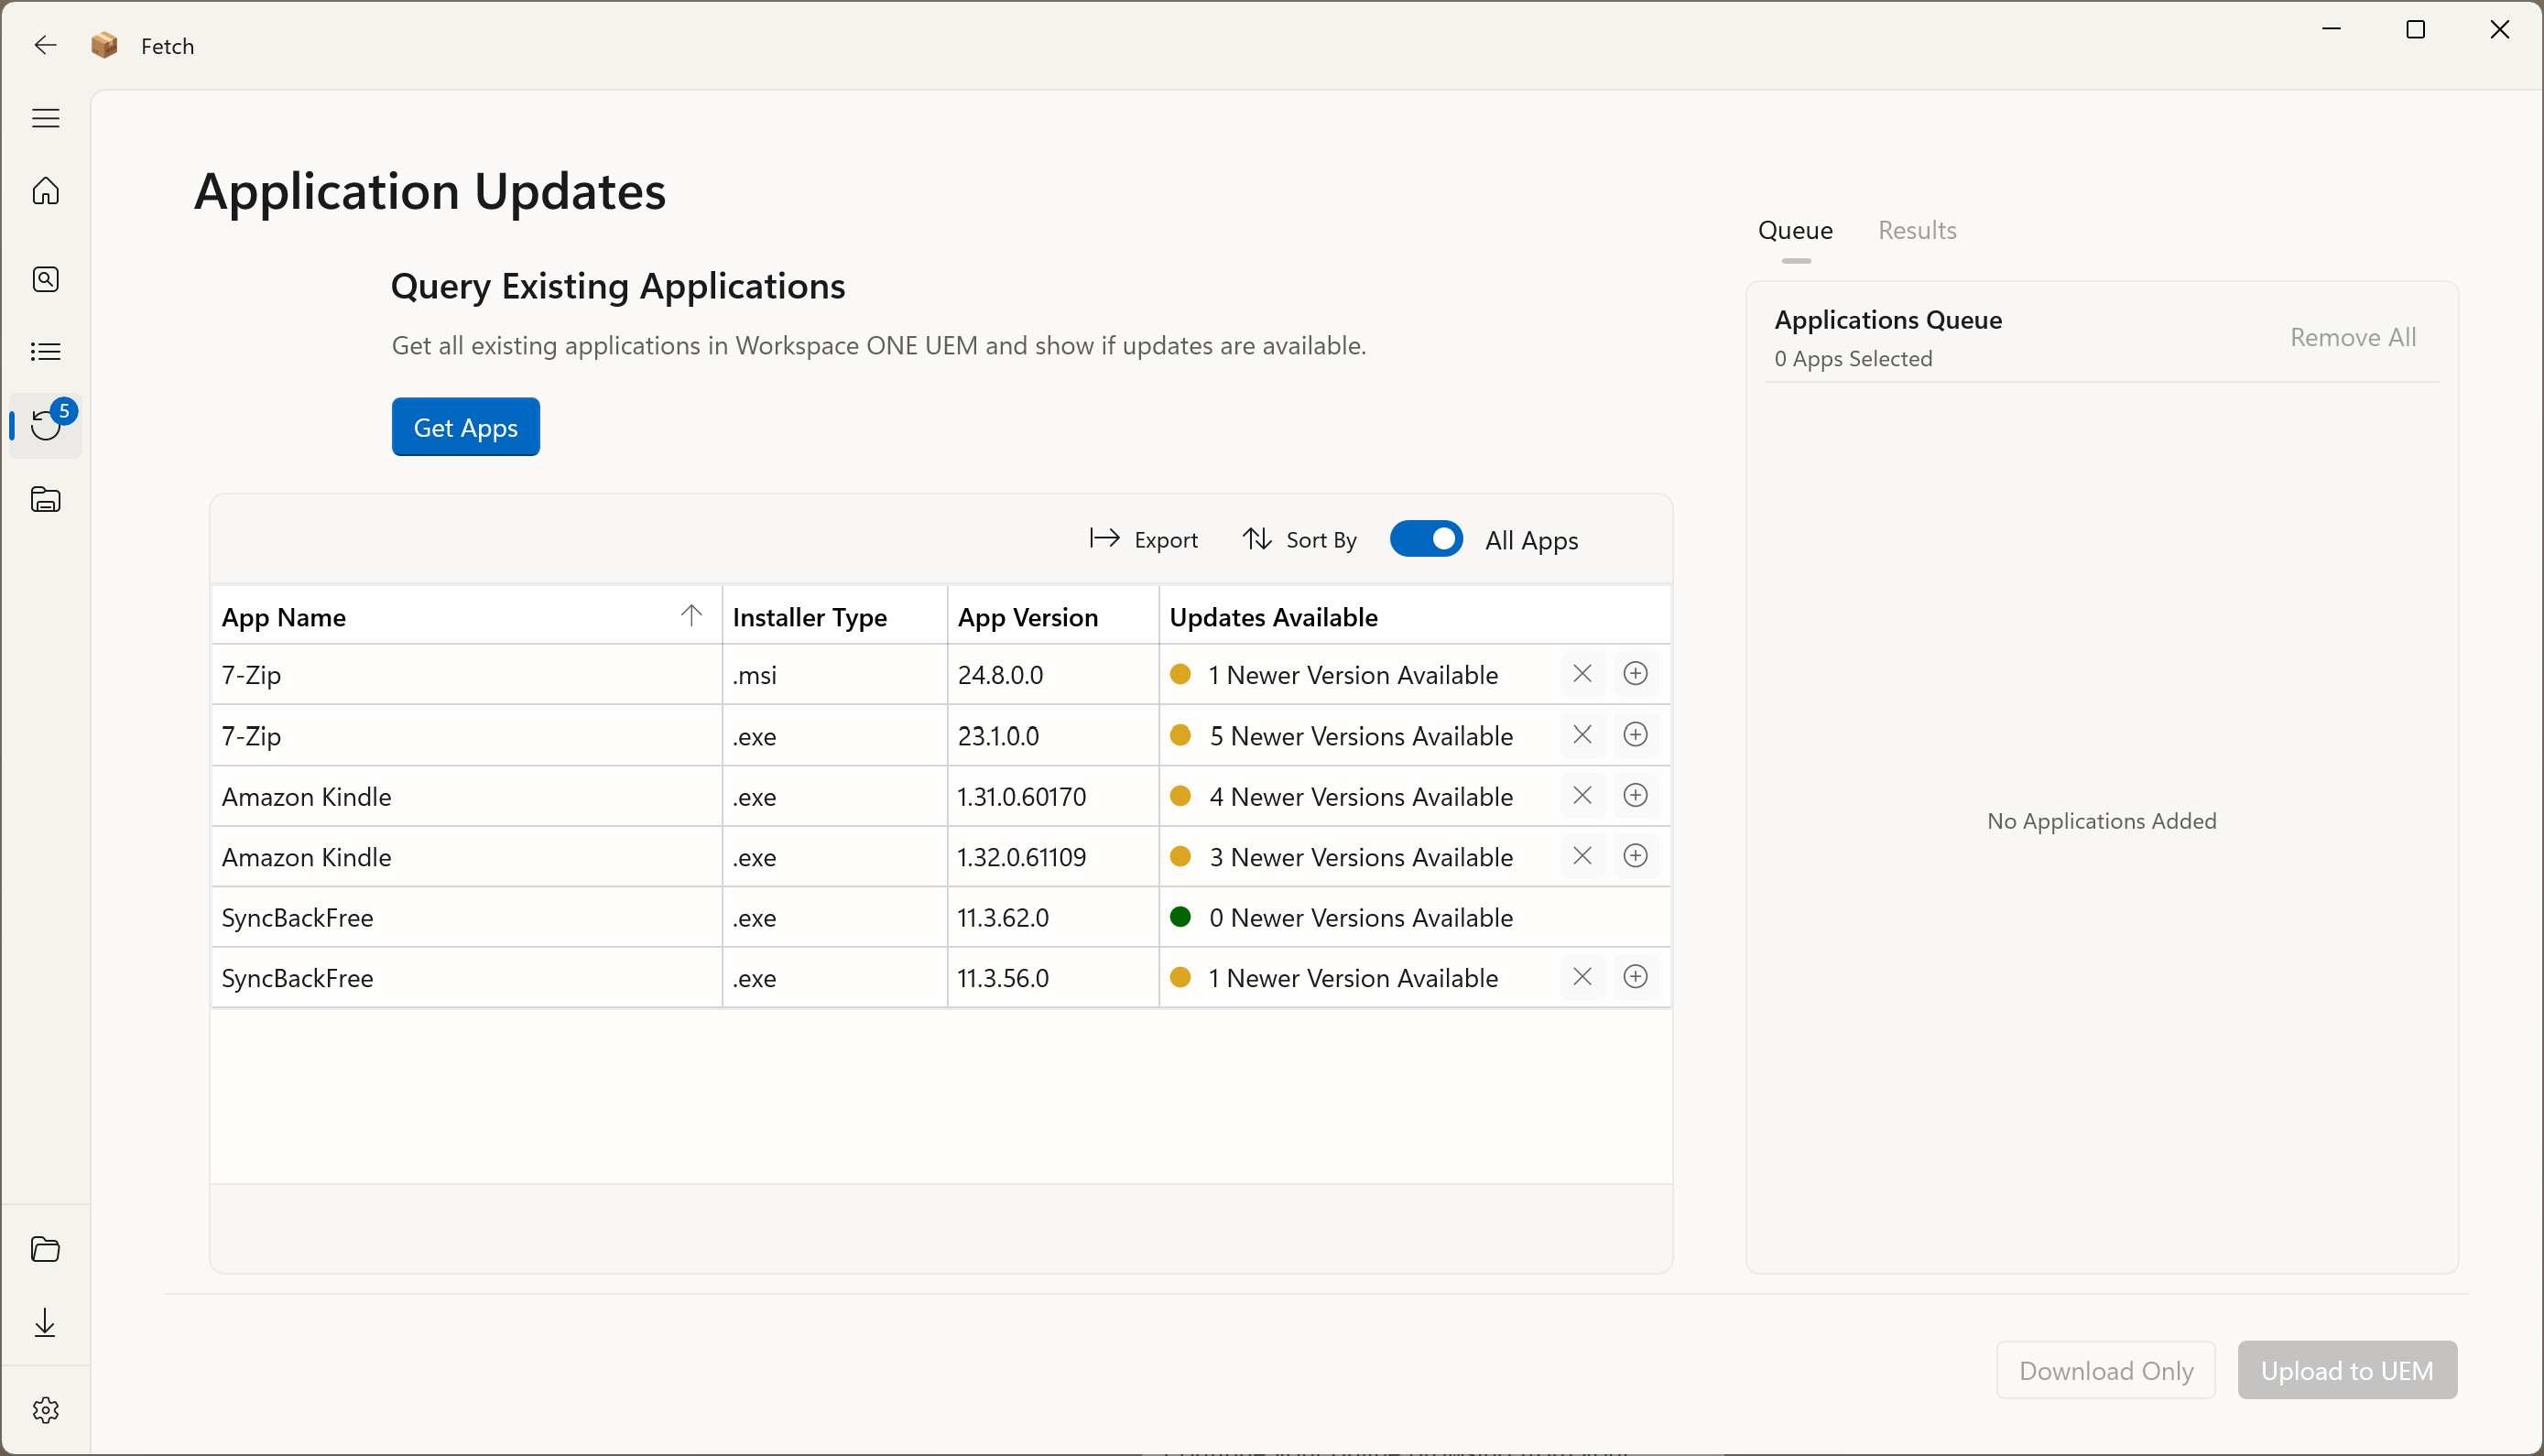 Fetch
5
Application Updates
Query Existing Applications
Get all existing applications in Workspace ONE UEM and show if updates are available.
Get Apps
Export Sort By All Apps
App Name Installer Type App Version Updates Available
7-Zip .msi 24.8.0.0 1 Newer Version Available
7-Zip .exe 23.1.0.0 5 Newer Versions Available
Amazon Kindle .exe 1.31.0.60170 4 Newer Versions Available
Amazon Kindle .exe 1.32.0.61109 3 Newer Versions Available
SyncBackFree .exe 11.3.62.0 0 Newer Versions Available
SyncBackFree .exe 11.3.56.0 1 Newer Version Available
Queue Results
Applications Queue
0 Apps Selected
Remove All
No Applications Added
Download Only Upload to UEM